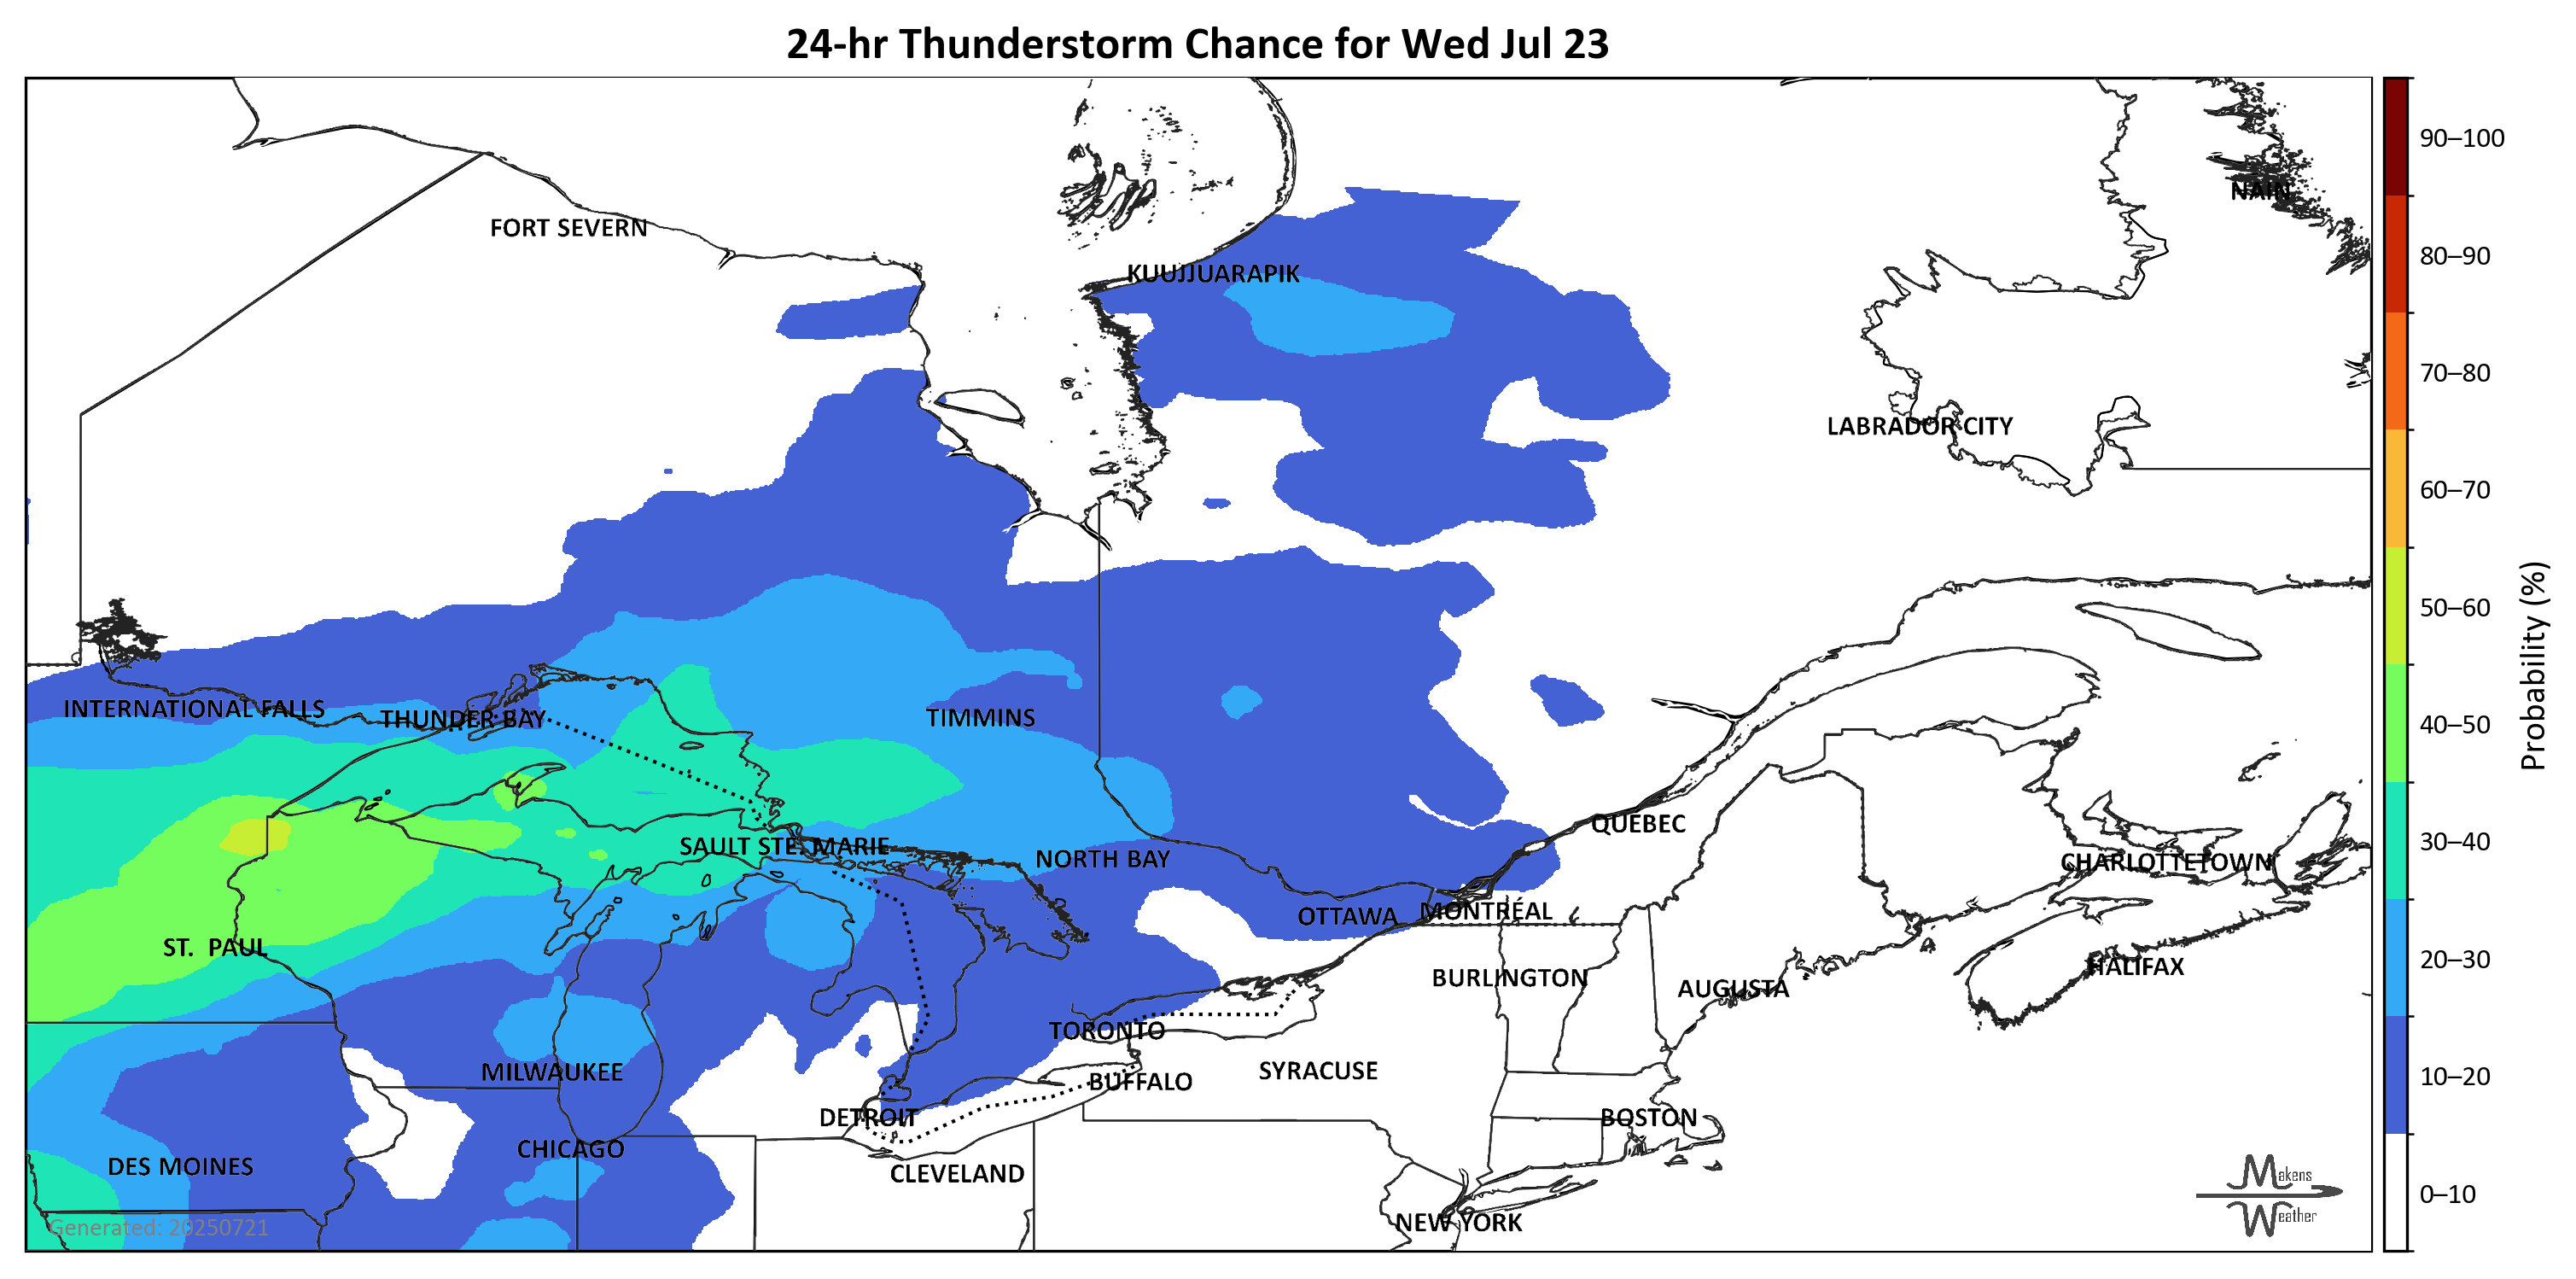 24-hr Thunderstorm Chance for Wed Jul 23
NAIN
FORT SEVERN
KUUJJUARAPIK
LABRADOR CITY
INTERNATIONAL FALLS
THUNDER BAY
TIMMINS
QUEBEC
SAULT STE. MARIE
NORTH BAY
CHARLOTTETOWN
OTTAWA
MONTRÉAL
ST. PAUL
HALIFAX
BURLINGTON
AUGUSTA
TORONTO
MILWAUKEE
SYRACUSE
BUFFALO
DETROIT
BOSTON
CHICAGO
DES MOINES
CLEVELAND
NEW YORK
Generated: 20250721
Makens
Weather
90–100
80–90
70–80
60–70
50–60
40–50
30–40
20–30
10–20
0–10
Probability (%)